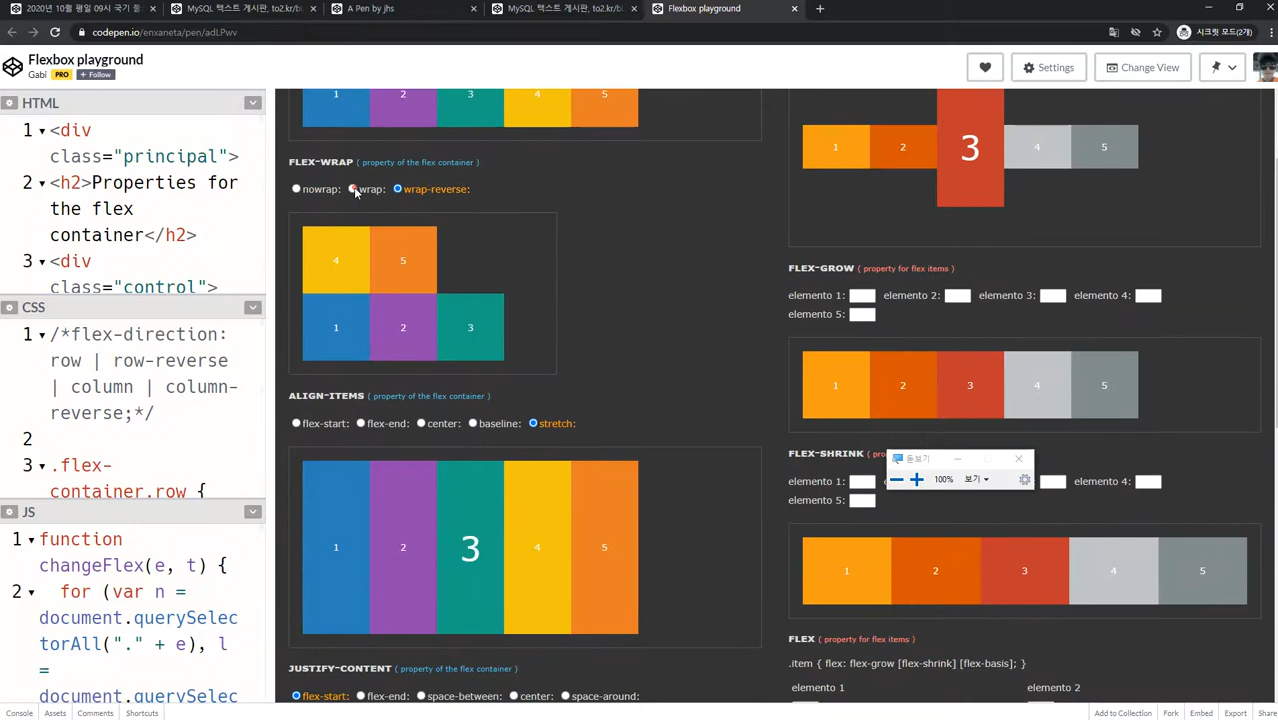 2020년 10월 평일 09시 국기 훌
MySQL 텍스트 게시판, to2.kr/b
A Pen by jhs
MySQL 텍스트 게시판, to2.kr/b
Flexbox playground
codepen.io/enxaneta/pen/adLPwv
시크릿 모드(2개)
Flexbox playground
Gabi PRO + Follow
Settings
Change View
HTML
1 <div
class="principal">
2 <h2>Properties for
the flex
container</h2>
3 <div
class="control">
CSS
1 /*flex-direction:
row | row-reverse
| column | column-
reverse;*/
2
3 .flex-
container.row {
JS
1 function
changeFlex(e, t) {
2 for (var n =
document.querySelec
torAll("." + e), l
=
document.querySelec
1 2 3 4 5
FLEX-WRAP ( property of the flex container )
nowrap: wrap: wrap-reverse:
4 5
1 2 3
ALIGN-ITEMS (property of the flex container )
flex-start: flex-end: center: baseline: stretch:
1 2 3 4 5
JUSTIFY-CONTENT (property of the flex container )
flex-start: flex-end: space-between: center: space-around:
1 2 3 4 5
FLEX-GROW ( property for flex items )
elemento 1: elemento 2: elemento 3: elemento 4:
elemento 5:
1 2 3 4 5
FLEX-SHRINK
돋보기
100% 보기
elemento 1: elemento 4:
elemento 5:
1 2 3 4 5
FLEX ( property for flex items )
.item { flex: flex-grow [flex-shrink] [flex-basis]; }
elemento 1 elemento 2
Console Assets Comments Shortcuts
Add to Collection Fork Embed Export Share